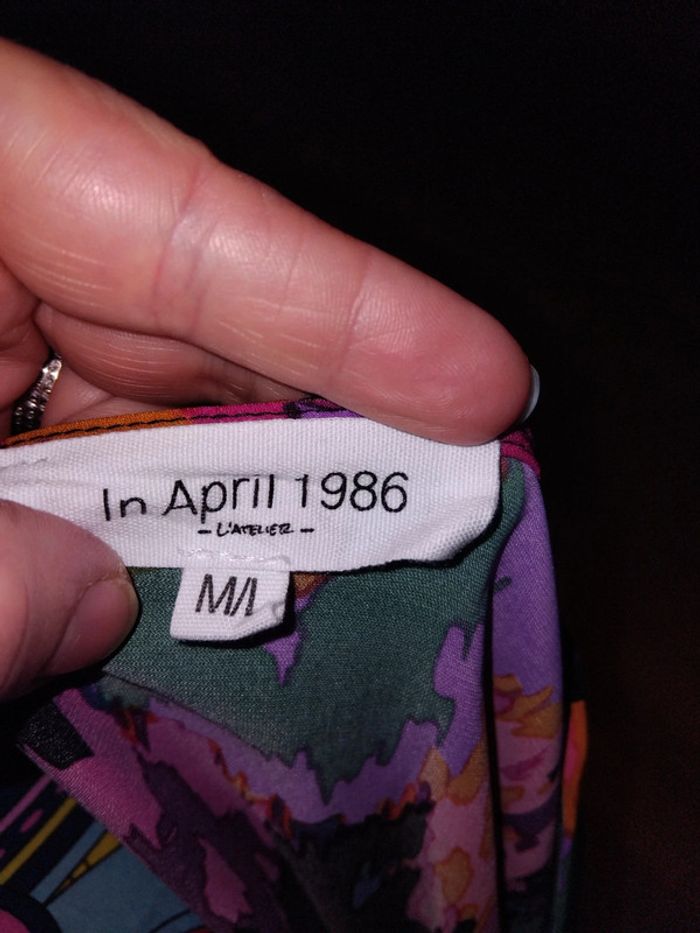 In April 1986
- L'ATELIER -
M/L